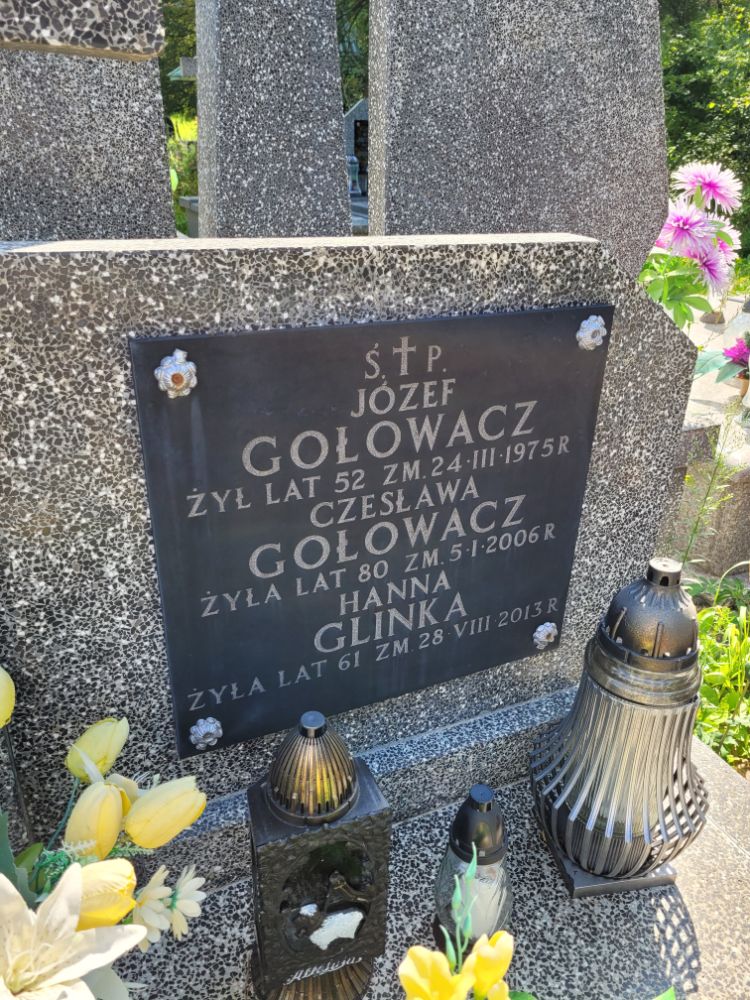 Ś. † P.
JÓZEF
GOŁOWACZ
ŻYŁ LAT 52 ZM. 24·III·1975 R
CZESŁAWA
GOŁOWACZ
ŻYŁA LAT 80 ZM. 5·I·2006 R
HANNA
GLINKA
ŻYŁA LAT 61 ZM. 28·VIII·2013 R